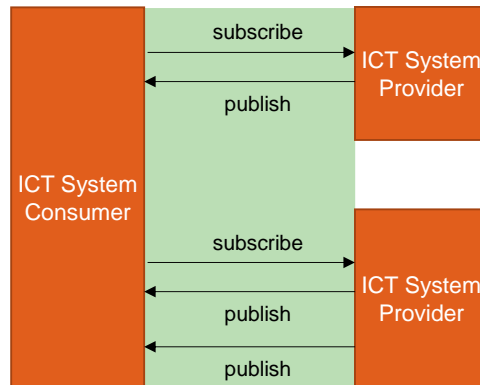 subscribe
ICT System
Provider
publish
ICT System
Consumer
subscribe
ICT System
Provider
publish
publish